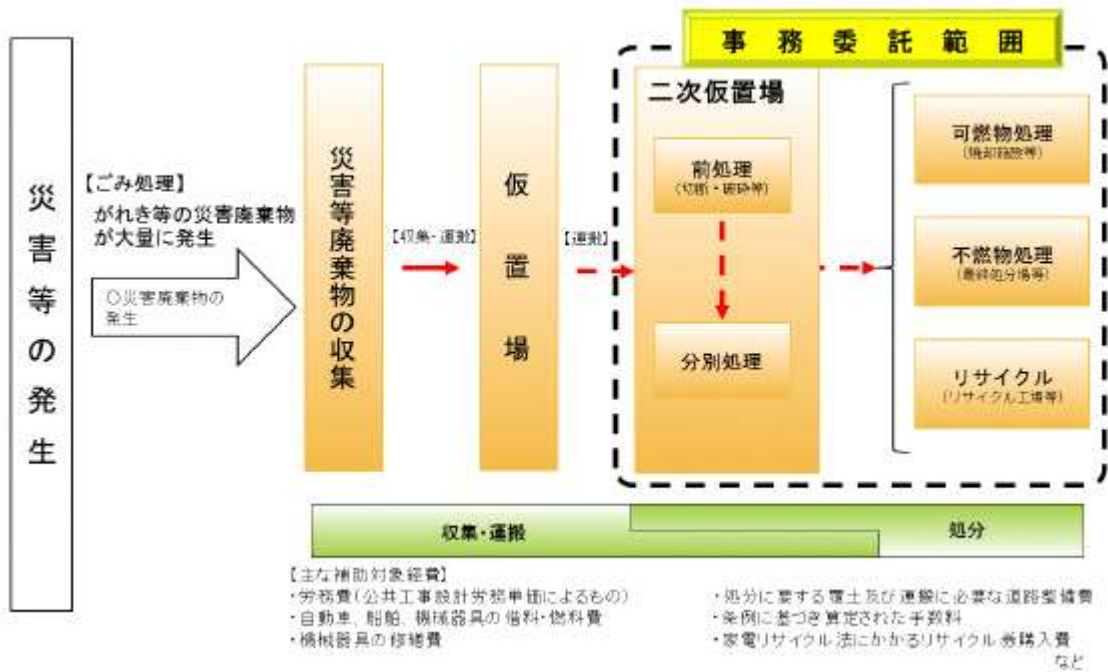 事務委託範囲
災害等の発生
【ごみ処理】
がれき等の災害廃棄物
が大量に発生
○災害廃棄物の
発生
災害等廃棄物の収集
【収集・運搬】
仮置場
【運搬】
二次仮置場
前処理
(切断・破砕等)
分別処理
可燃物処理
(焼却施設等)
不燃物処理
(最終処分場等)
リサイクル
(リサイクル工場等)
収集・運搬
処分
【主な補助対象経費】
・労務費(公共工事設計労務単価によるもの)
・自動車、船舶、機械器具の借料・燃料費
・機械器具の修繕費
・処分に要する覆土及び運搬に必要な道路整備費
・条例に基づき算定された手数料
・家電リサイクル法にかかるリサイクル券購入費
など